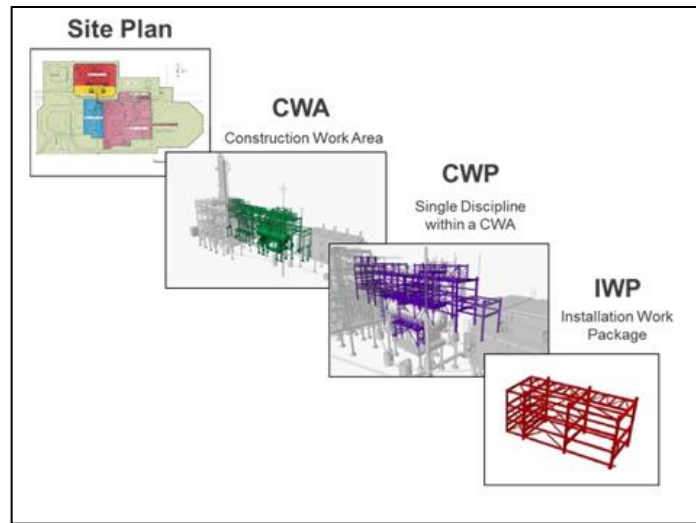 Site Plan
CWA
Construction Work Area
CWP
Single Discipline
within a CWA
IWP
Installation Work
Package